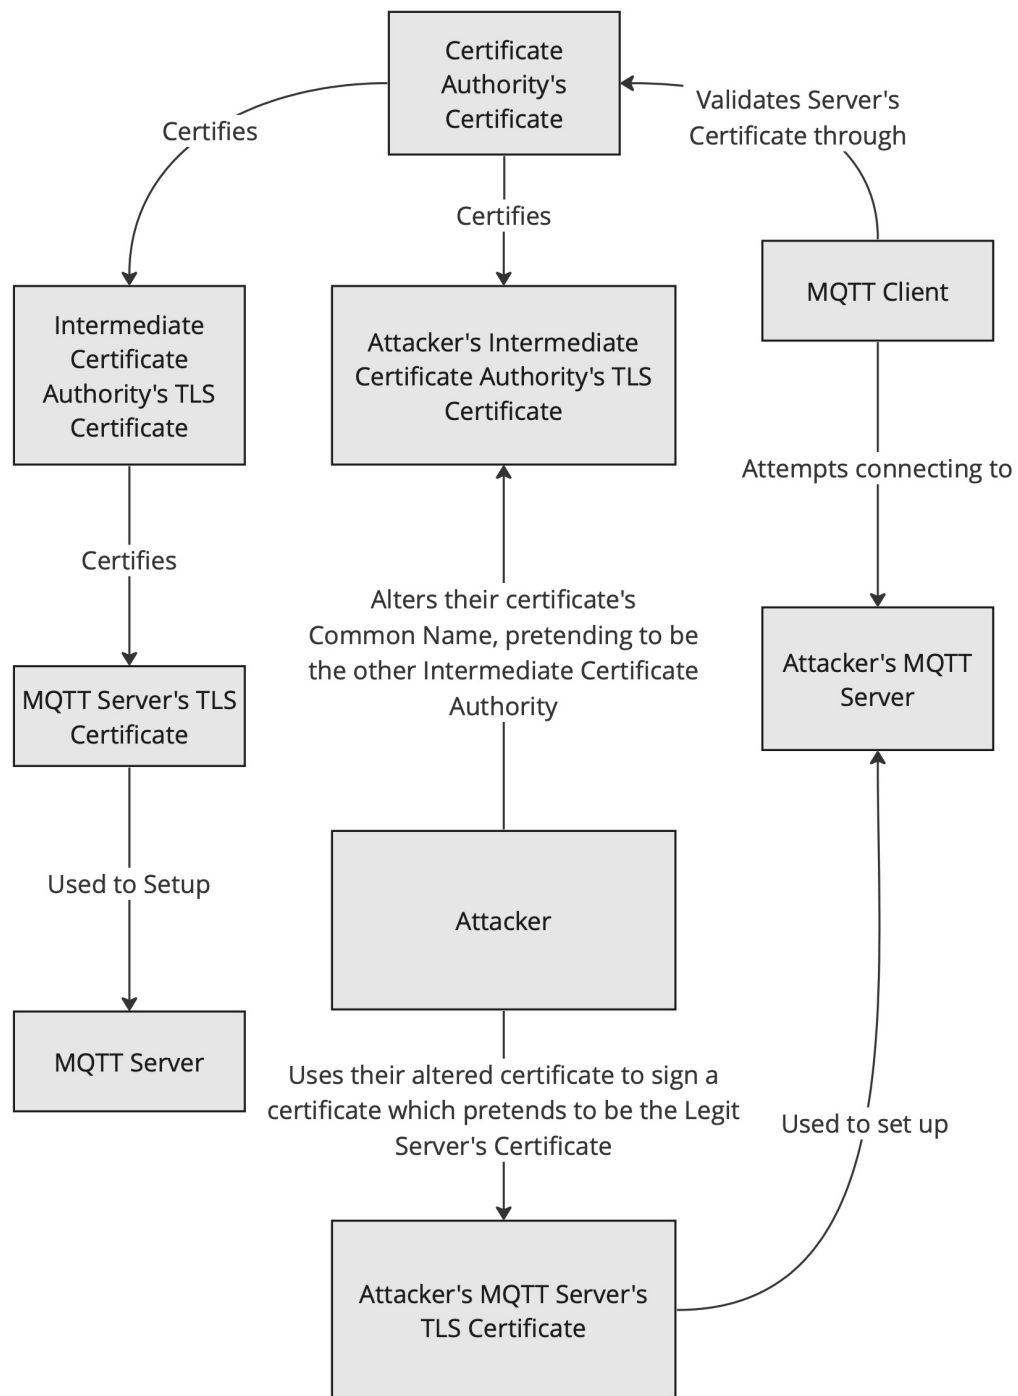 Certificate
Authority's
Certificate
Validates Server's
Certificate through
Certifies
Certifies
MQTT Client
Intermediate
Certificate
Authority's TLS
Certificate
Attacker's Intermediate
Certificate Authority's TLS
Certificate
Attempts connecting to
Certifies
Alters their certificate's
Common Name, pretending to be
the other Intermediate Certificate
Authority
Attacker's MQTT
Server
MQTT Server's TLS
Certificate
Used to Setup
Attacker
MQTT Server
Uses their altered certificate to sign a
certificate which pretends to be the Legit
Server's Certificate
Used to set up
Attacker's MQTT Server's
TLS Certificate